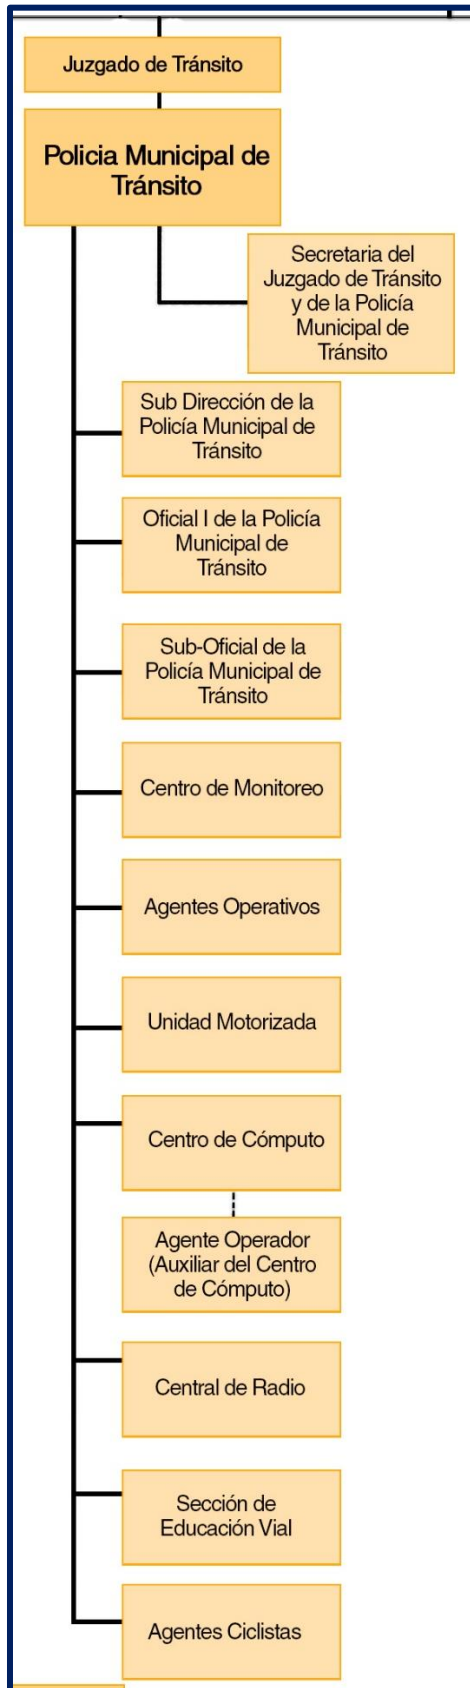 Juzgado de Tránsito
Policia Municipal de
Tránsito
Secretaria del
Juzgado de Tránsito
y de la Policía
Municipal de
Tránsito
Sub Dirección de la
Policía Municipal de
Tránsito
Oficial I de la Policía
Municipal de
Tránsito
Sub-Oficial de la
Policía Municipal de
Tránsito
Centro de Monitoreo
Agentes Operativos
Unidad Motorizada
Centro de Cómputo
Agente Operador
(Auxiliar del Centro
de Cómputo)
Central de Radio
Sección de
Educación Vial
Agentes Ciclistas